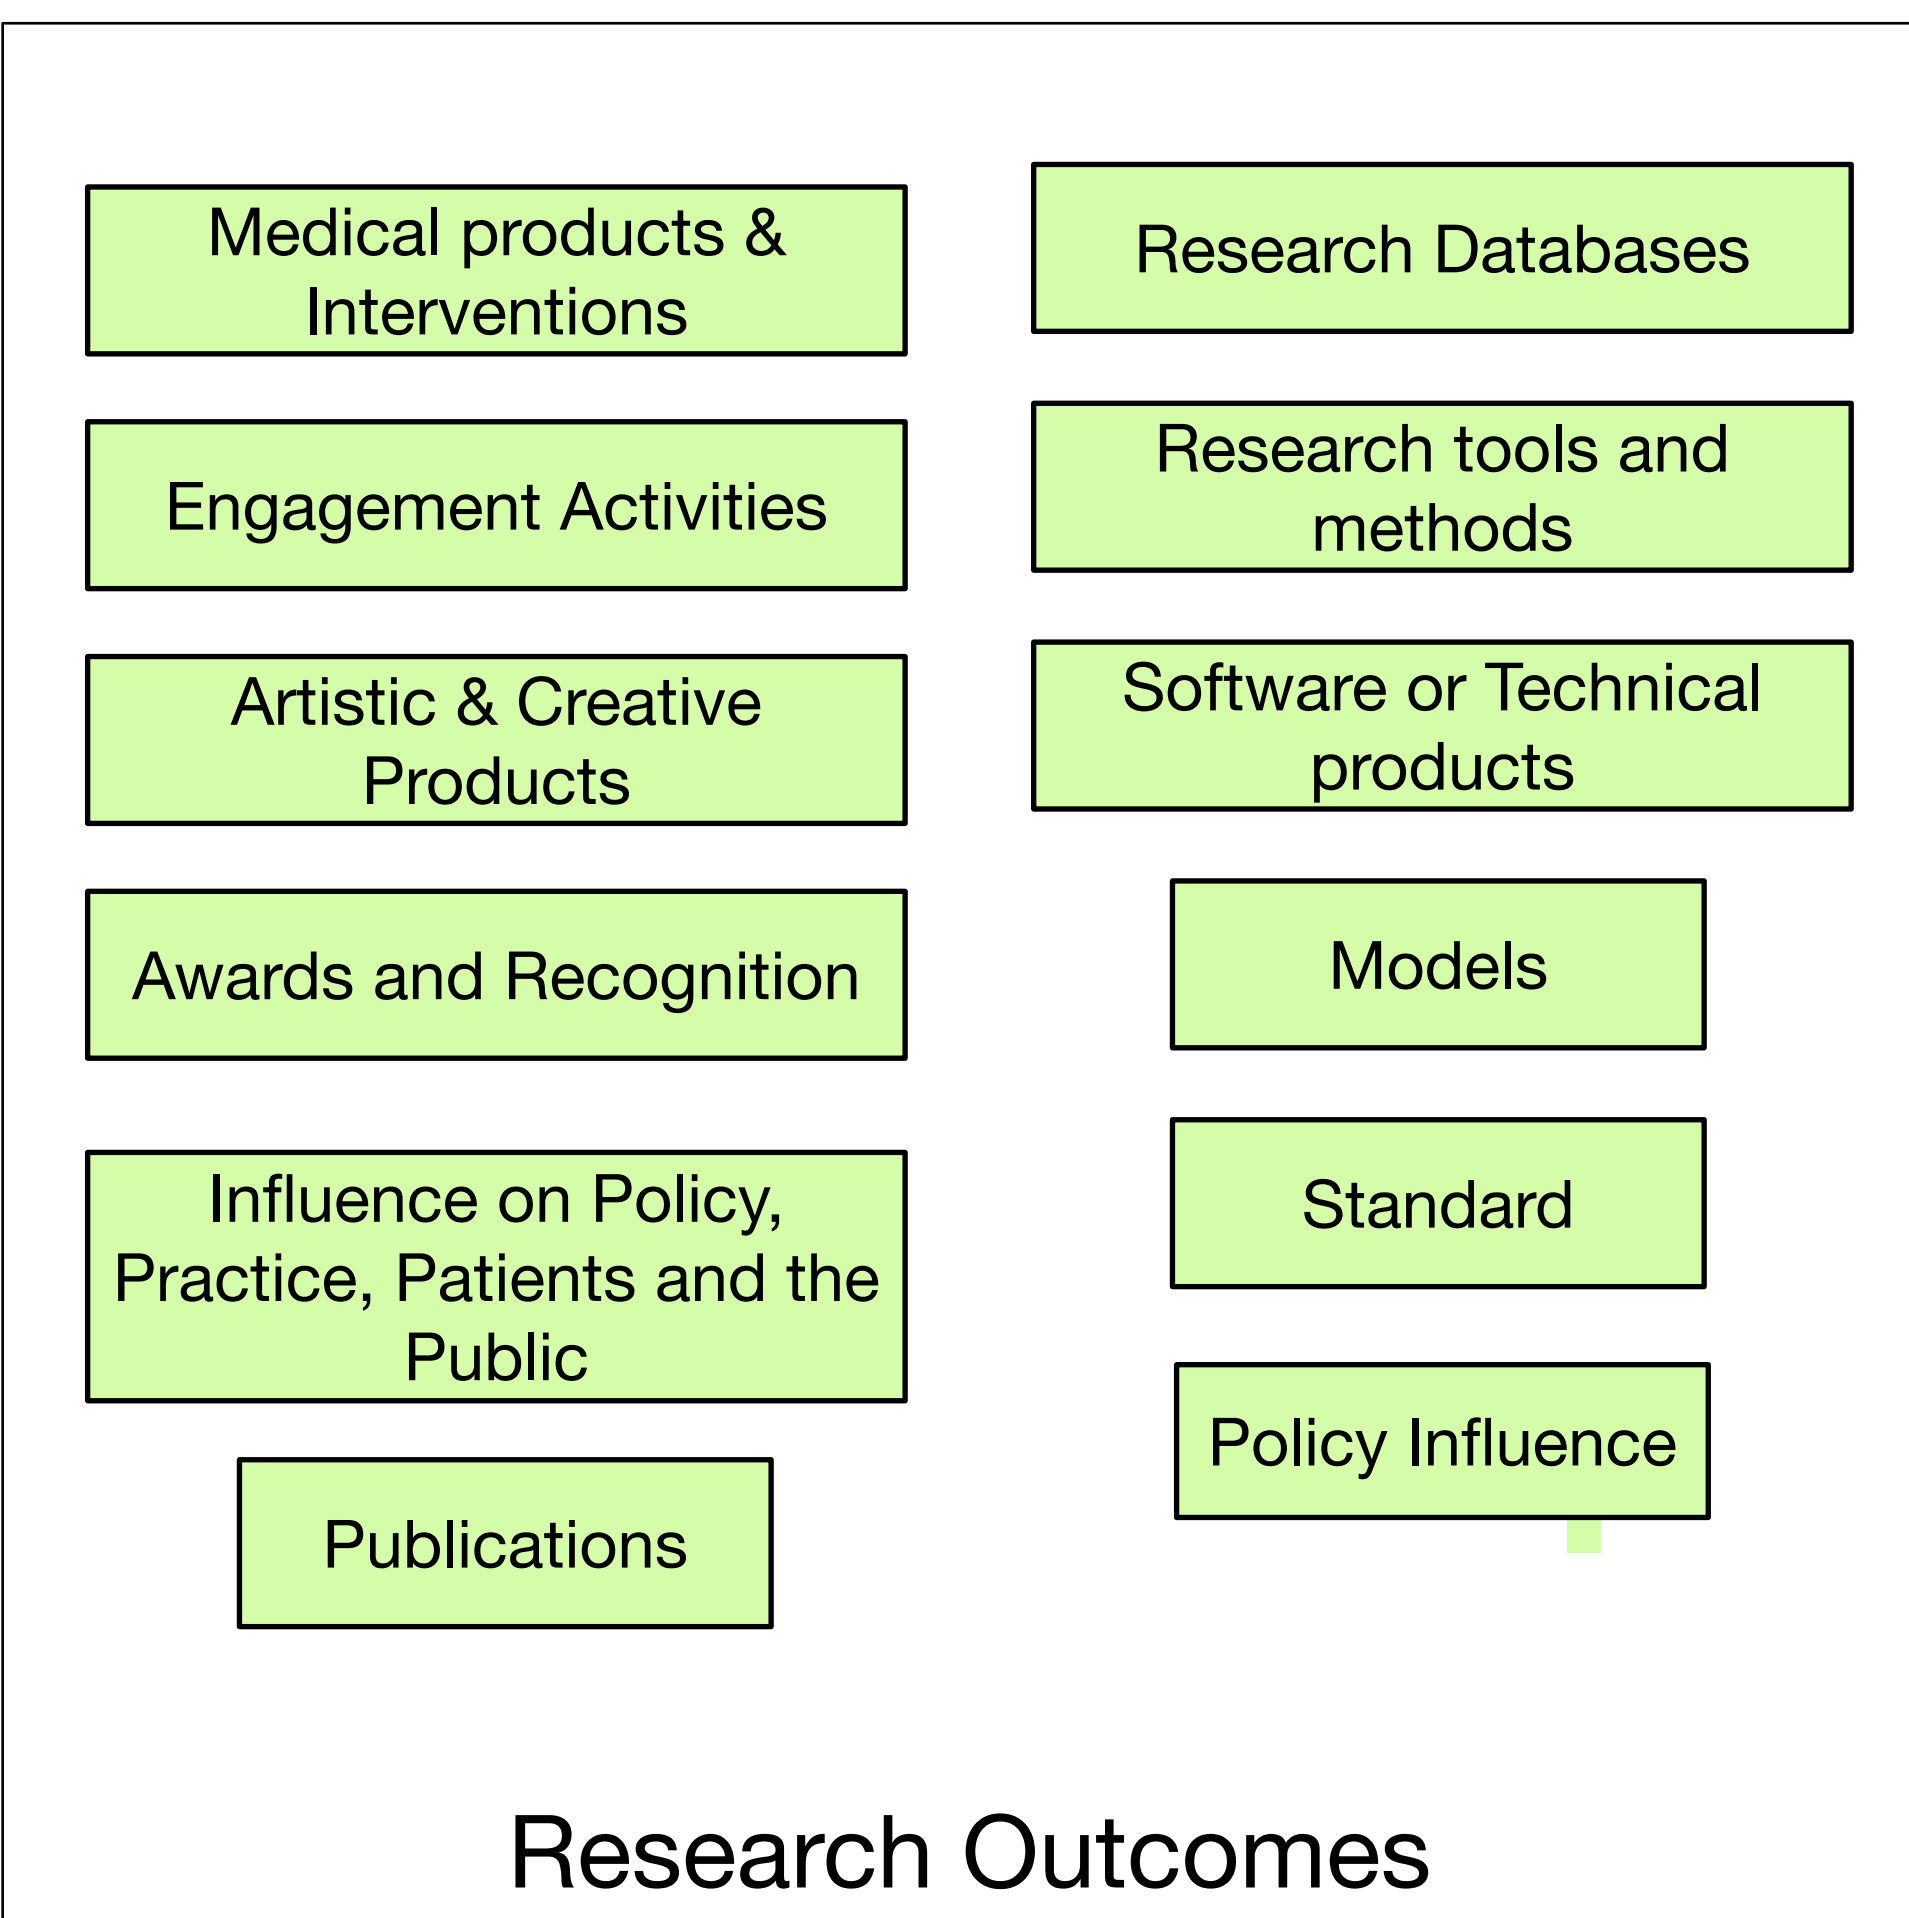 Medical products &
Interventions
Engagement Activities
Artistic & Creative
Products
Awards and Recognition
Influence on Policy,
Practice, Patients and the
Public
Publications
Research Databases
Research tools and
methods
Software or Technical
products
Models
Standard
Policy Influence
Research Outcomes